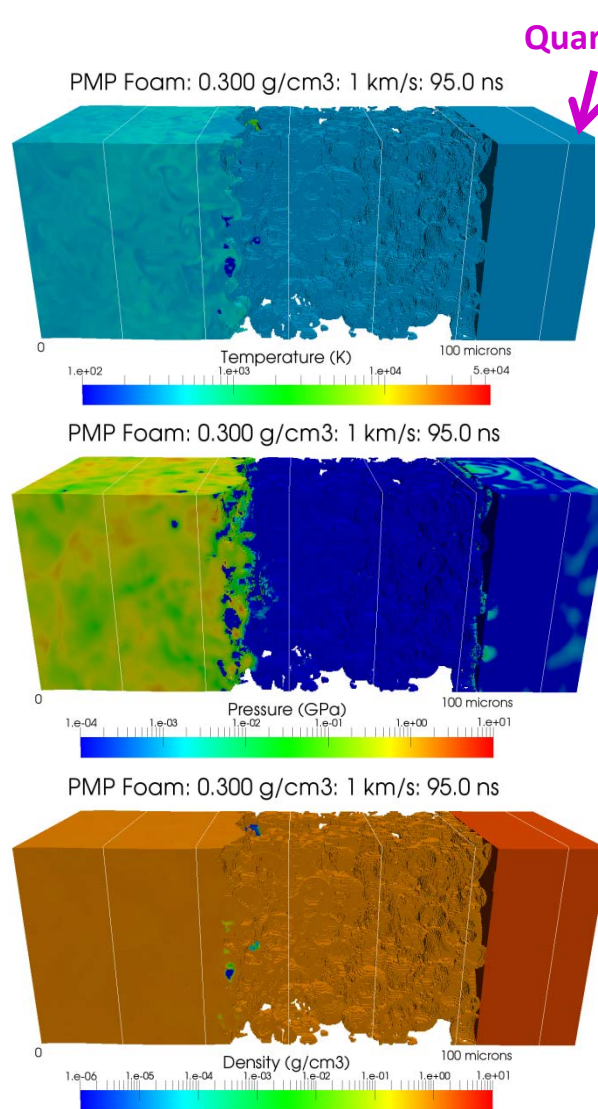 Quar
PMP Foam: 0.300 g/cm3: 1 km/s: 95.0 ns
0
100 microns
Temperature (K)
1.e+02 1.e+03 1.e+04 5.e+04
PMP Foam: 0.300 g/cm3: 1 km/s: 95.0 ns
0
100 microns
Pressure (GPa)
1.e-04 1.e-03 1.e-02 1.e-01 1.e+00 1.e+01
PMP Foam: 0.300 g/cm3: 1 km/s: 95.0 ns
0
100 microns
Density (g/cm3)
1.e-06 1.e-05 1.e-04 1.e-03 1.e-02 1.e-01 1.e+00 1.e+01